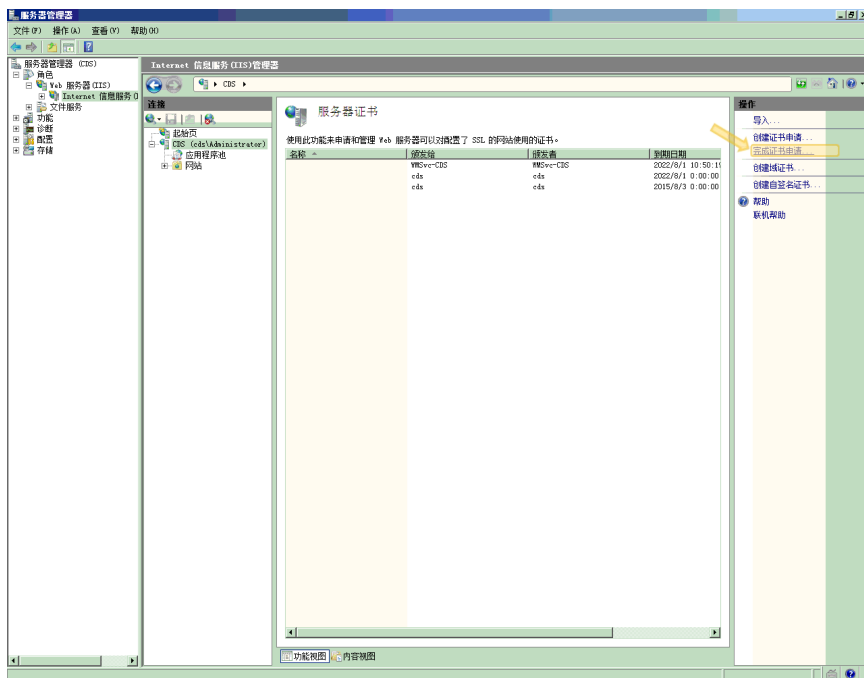 服务器管理器
文件(F) 操作(A) 查看(V) 帮助(H)
服务器管理器 (CDS)
角色
Web 服务器(IIS)
Internet 信息服务(I
文件服务
功能
诊断
配置
存储
Internet 信息服务(IIS)管理器
CDS
连接
起始页
CDS (cds\Administrator)
应用程序池
网站
服务器证书
使用此功能来申请和管理 Web 服务器可以对配置了 SSL 的网站使用的证书。
名称 颁发给 颁发者 到期日期
WMSvc-CDS WMSvc-CDS 2022/8/1 10:50:19
cds cds 2022/8/1 0:00:00
cds cds 2015/8/3 0:00:00
功能视图 内容视图
操作
导入...
创建证书申请...
完成证书申请...
创建域证书...
创建自签名证书...
帮助
联机帮助